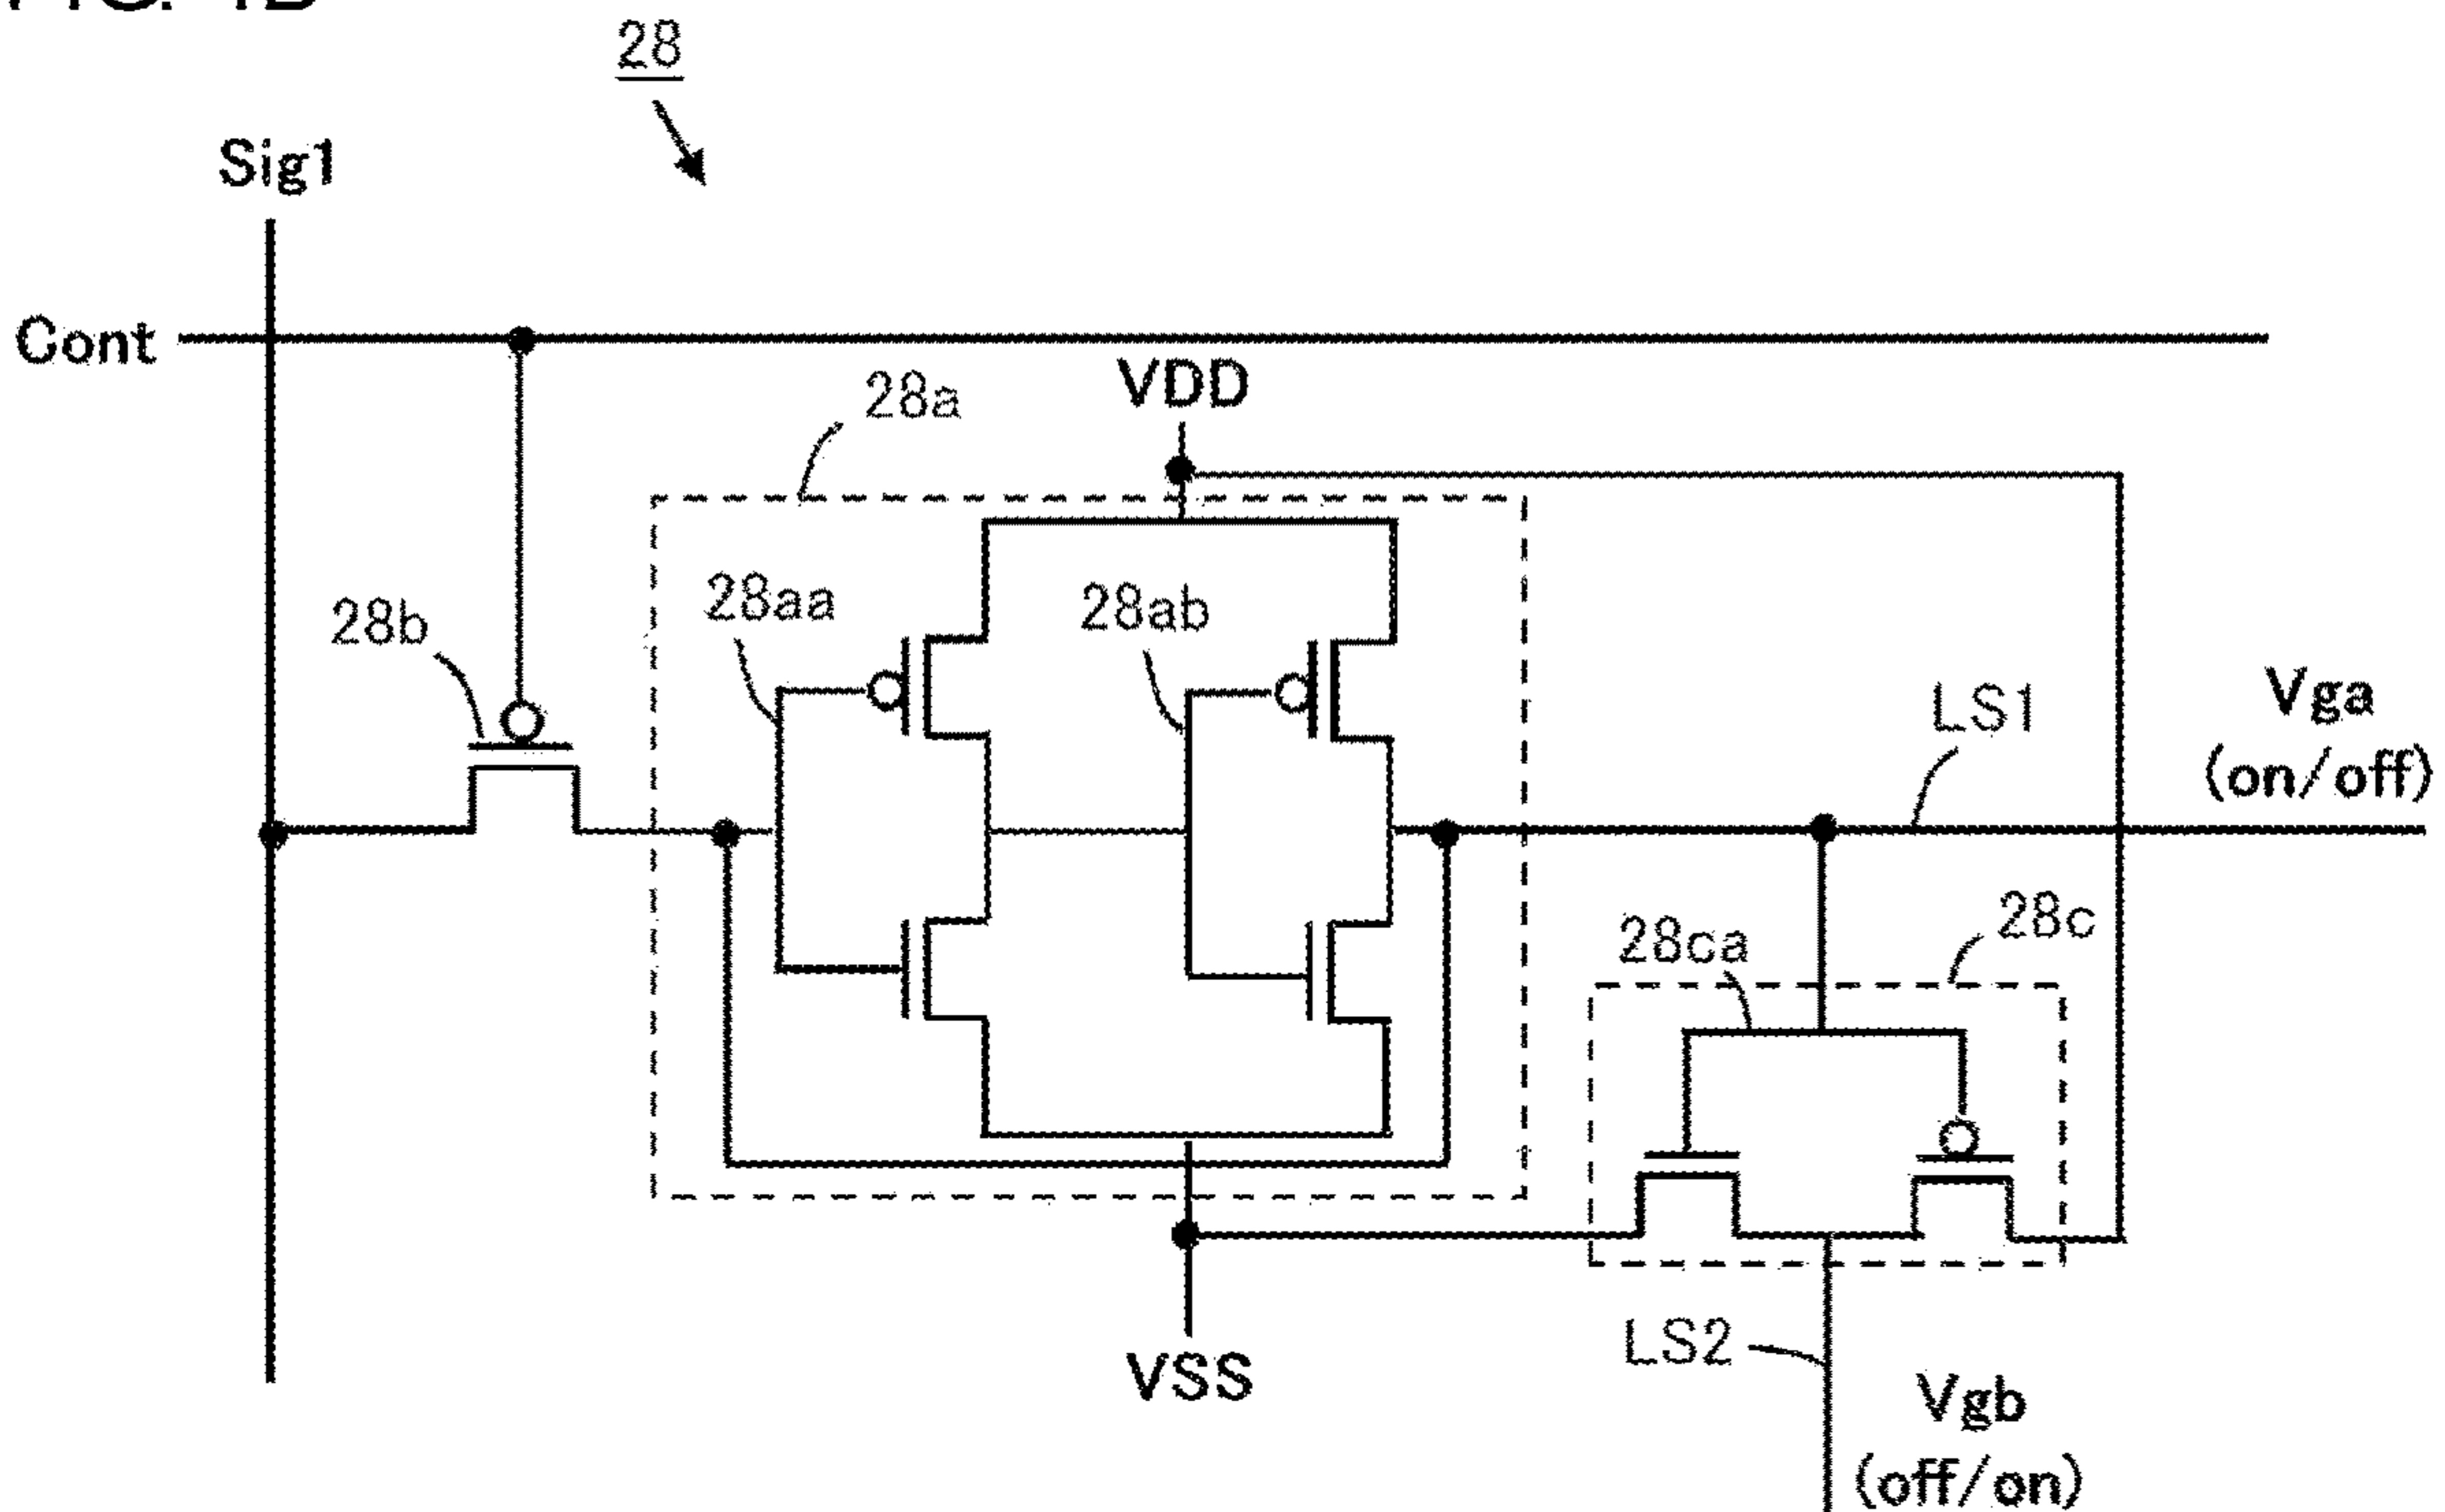 28
Sig1
Cont
VDD
28a
28aa
28ab
28b
LS1
Vga
(on/off)
28ca
28c
LS2
VSS
Vgb
(off/on)